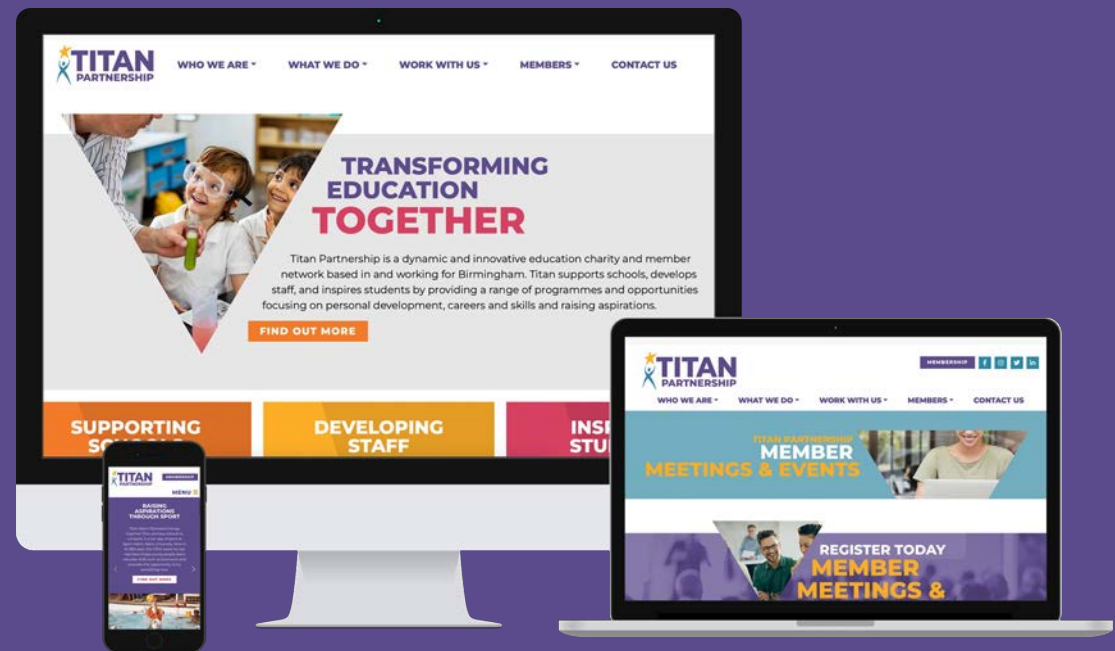 TITAN
PARTNERSHIP
WHO WE ARE
WHAT WE DO
WORK WITH US
MEMBERS
CONTACT US
TRANSFORMING
EDUCATION
TOGETHER
Titan Partnership is a dynamic and innovative education charity and member
network based in and working for Birmingham. Titan supports schools, develops
staff, and inspires students by providing a range of programmes and opportunities
focusing on personal development, careers and skills and raising aspirations.
FIND OUT MORE
SUPPORTING
DEVELOPING
STAFF
TITAN
PARTNERSHIP
MEMBERSHIP
MENU
RAISING
ASPIRATIONS
THROUGH SPORT
FIND OUT MORE
TITAN
PARTNERSHIP
MEMBERSHIP
WHO WE ARE
WHAT WE DO
WORK WITH US
MEMBERS
CONTACT US
TITAN PARTNERSHIP
MEMBER
MEETINGS & EVENTS
REGISTER TODAY
MEMBER
MEETINGS &